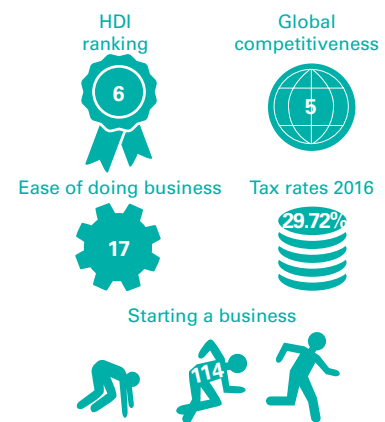 HDI
ranking
6
Global
competitiveness
5
Ease of doing business
17
Tax rates 2016
29.72%
Starting a business
114